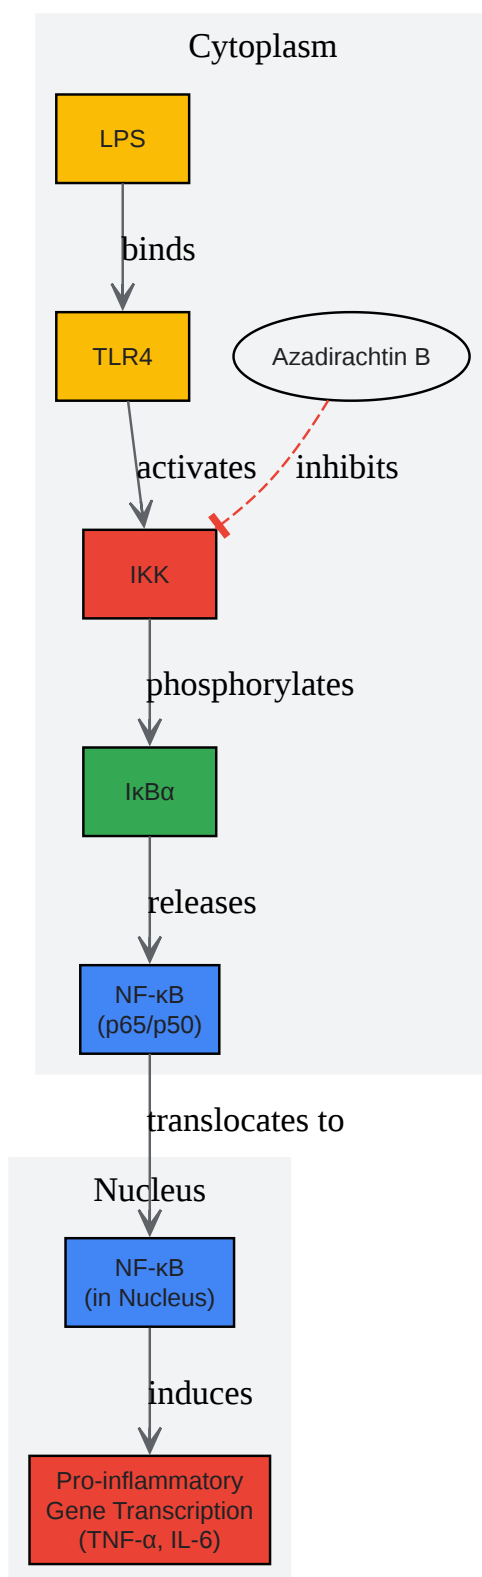 Cytoplasm
LPS
binds
TLR4
Azadirachtin B
activates
inhibits
IKK
phosphorylates
IκBα
releases
NF-κB
(p65/p50)
translocates to
Nucleus
NF-κB
(in Nucleus)
induces
Pro-inflammatory
Gene Transcription
(TNF-α, IL-6)